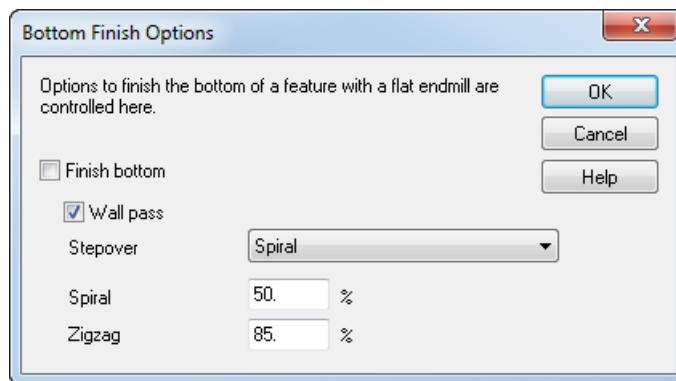 Bottom Finish Options
Options to finish the bottom of a feature with a flat endmill are
controlled here.
OK
Cancel
Help
Finish bottom
Wall pass
Stepover Spiral
Spiral 50. %
Zigzag 85. %